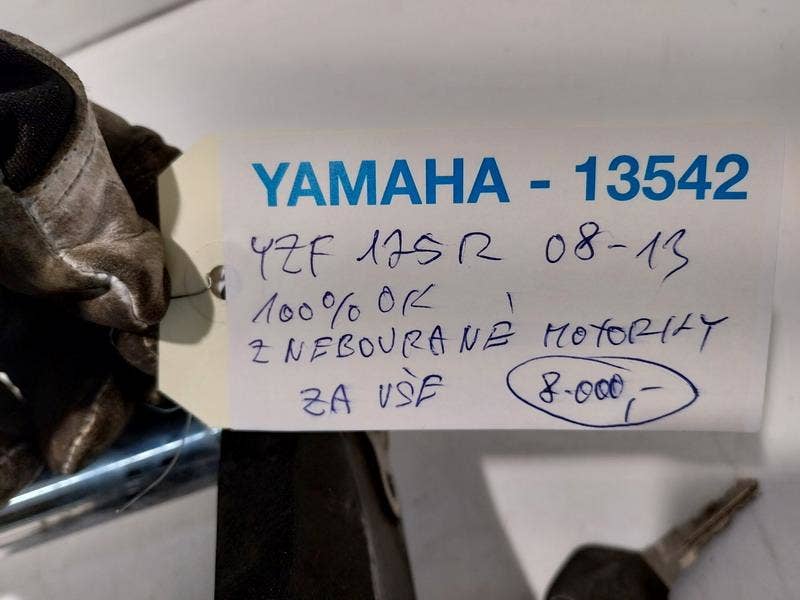 YAMAHA - 13542
YZF 125R 08-13
100% OK
Z NEBOURANÉ MOTORKY
ZA VŠE 8.000,-